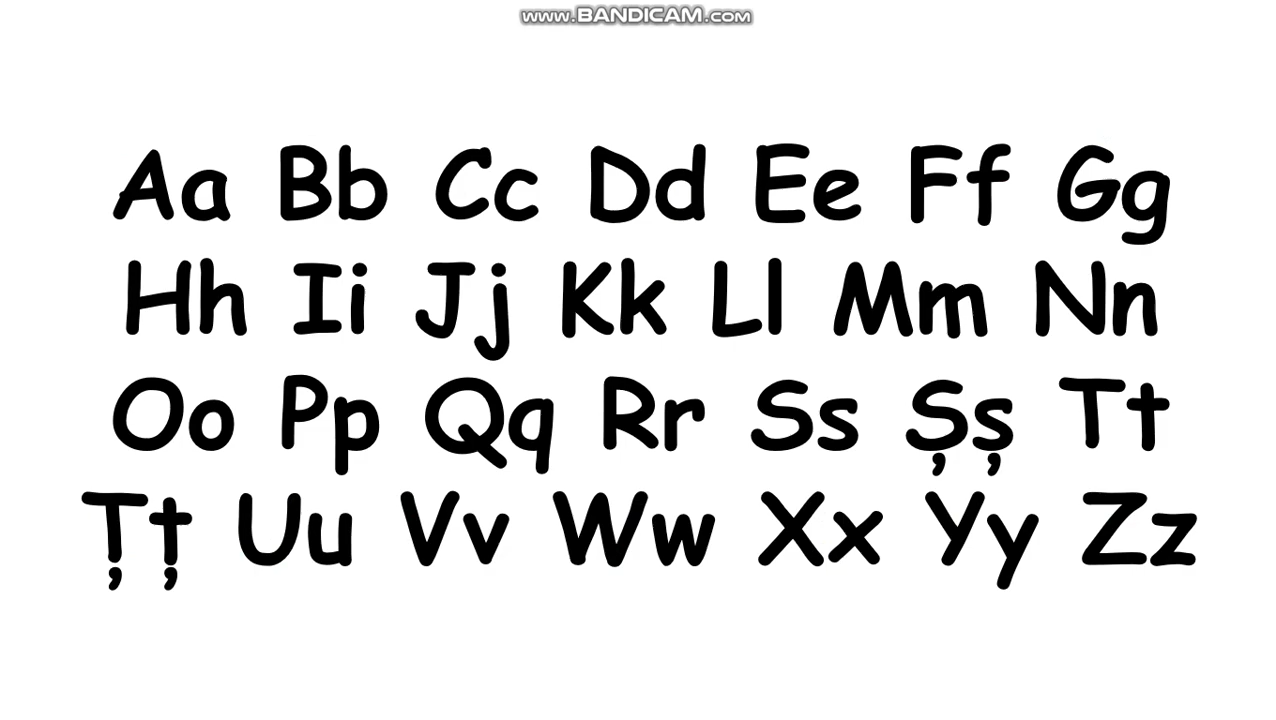 www.BANDICAM.com
Aa Bb Cc Dd Ee Ff Gg
Hh Ii Jj Kk Ll Mm Nn
Oo Pp Qq Rr Ss Șș Tt
Țț Uu Vv Ww Xx Yy Zz